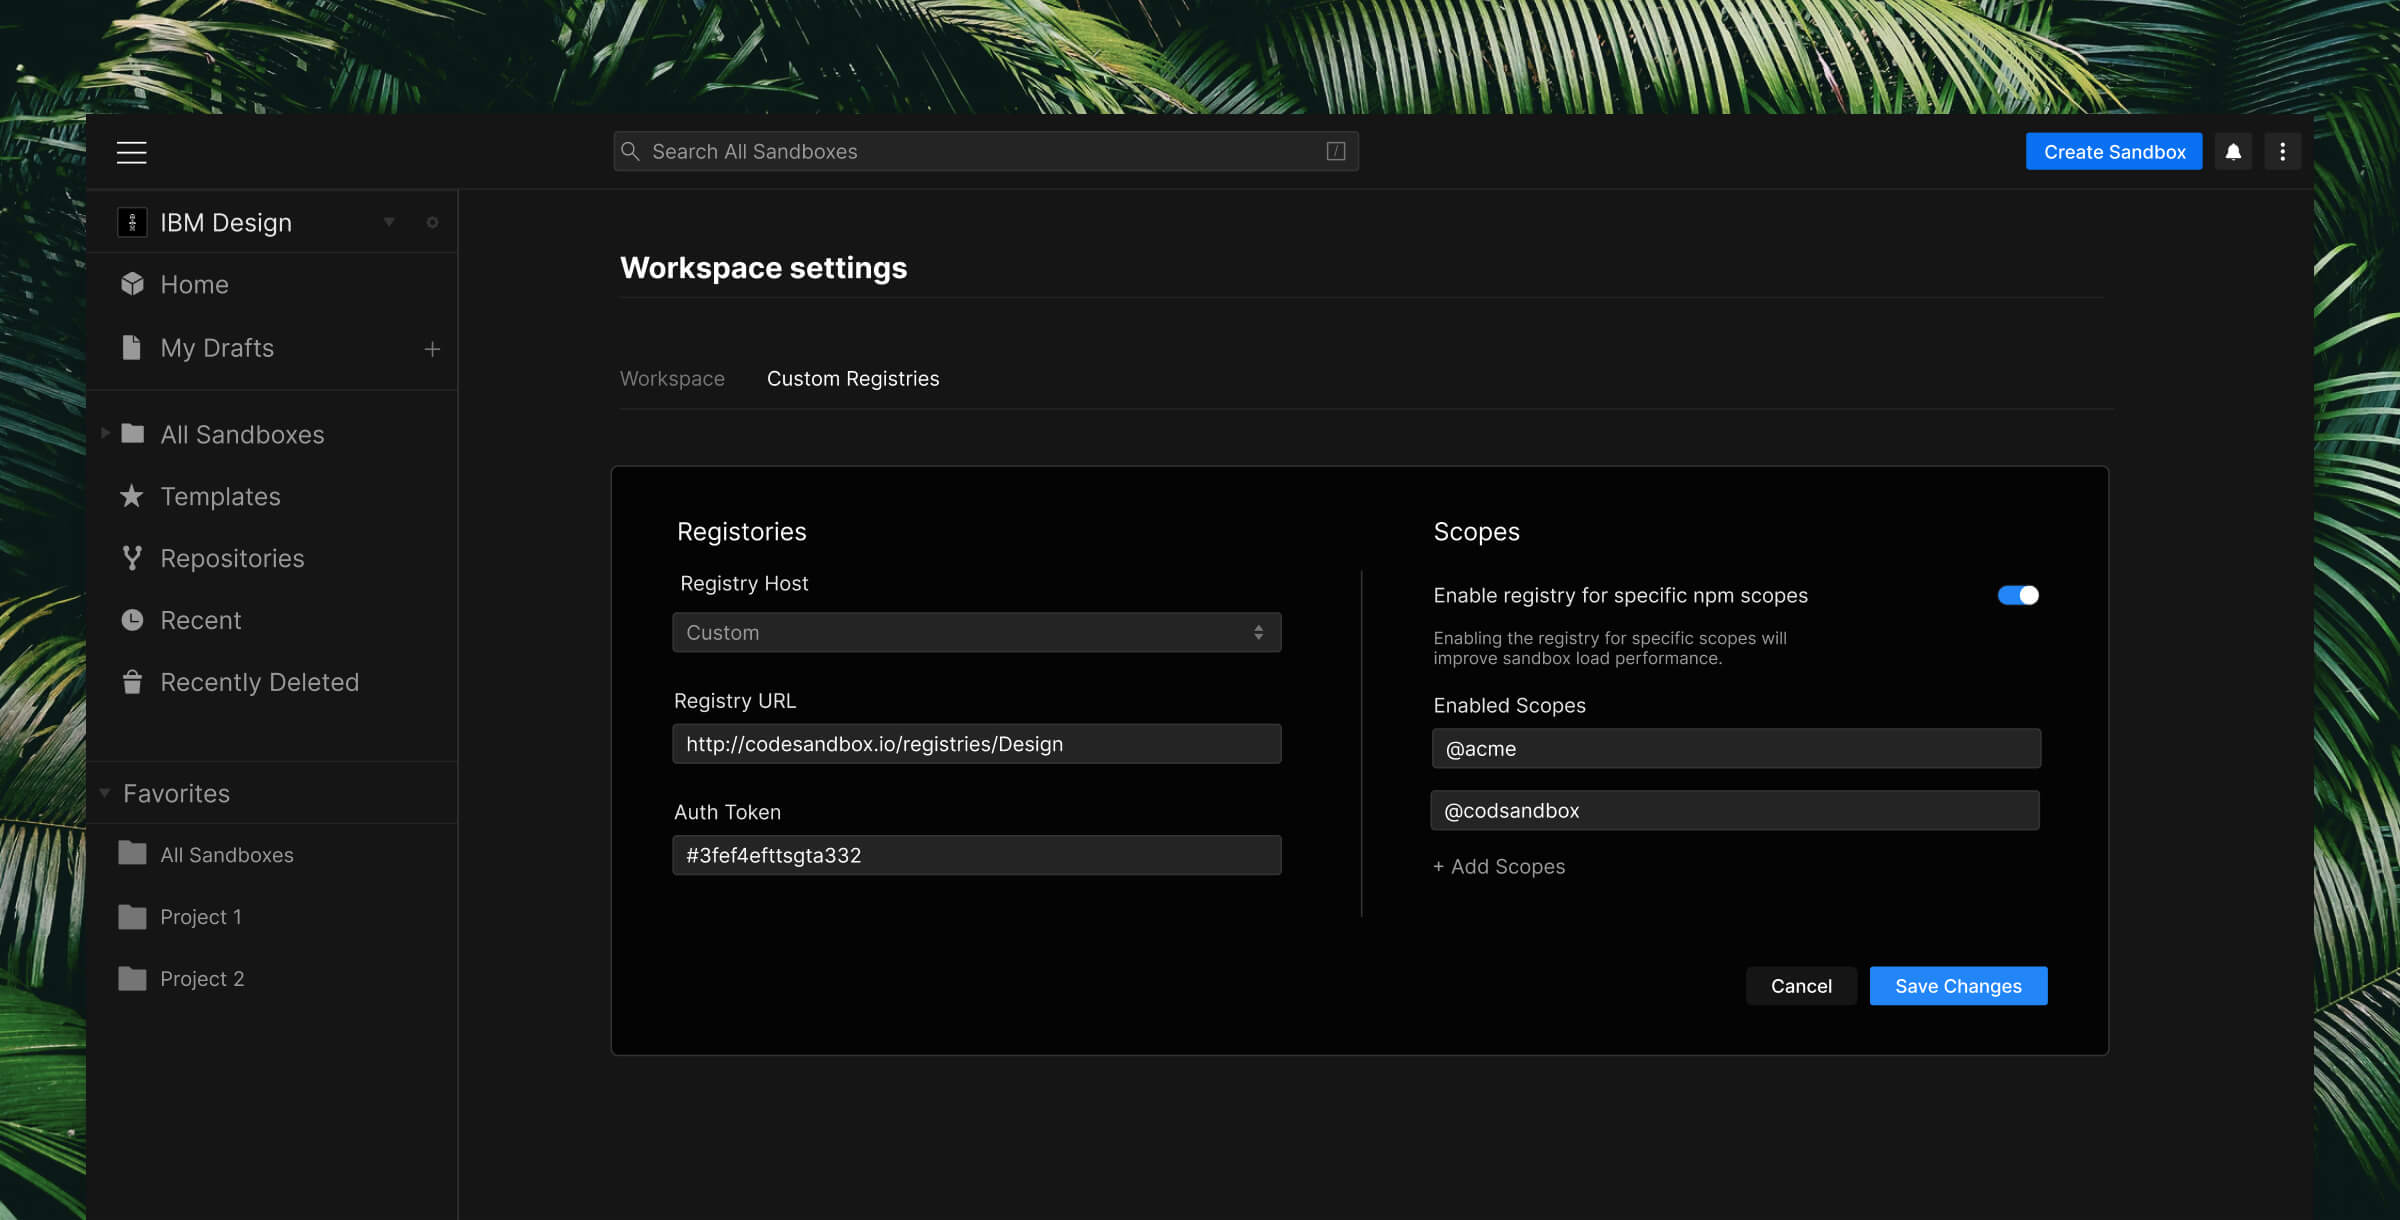 Search All Sandboxes
/
Create Sandbox
IBM Design
Home
My Drafts
All Sandboxes
Templates
Repositories
Recent
Recently Deleted
Favorites
All Sandboxes
Project 1
Project 2
Workspace settings
Workspace
Custom Registries
Registories
Registry Host
Custom
Registry URL
http://codesandbox.io/registries/Design
Auth Token
#3fef4efttsgta332
Scopes
Enable registry for specific npm scopes
Enabling the registry for specific scopes will
improve sandbox load performance.
Enabled Scopes
@acme
@codsandbox
+ Add Scopes
Cancel
Save Changes